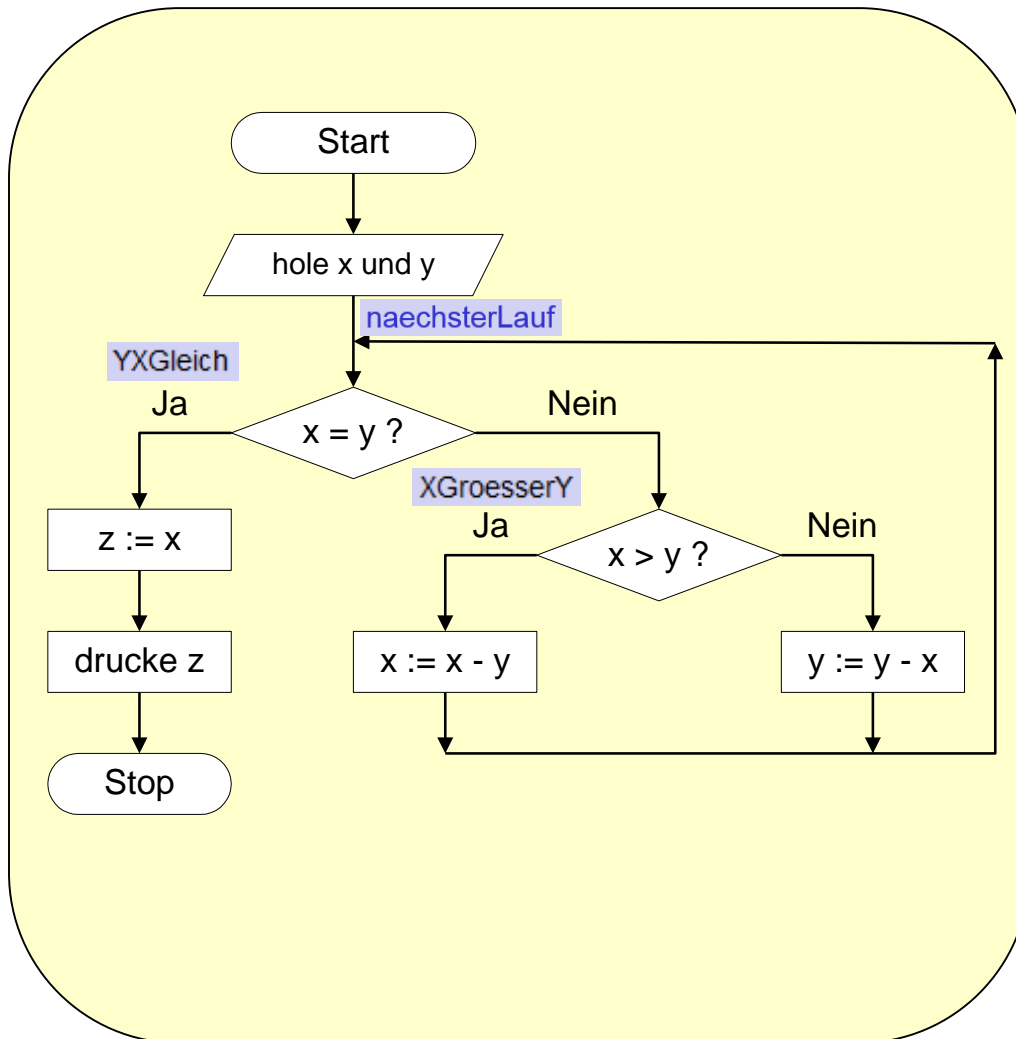 Start
hole x und y
naechsterLauf
YXGleich
Ja
Nein
x = y ?
XGroesserY
Ja
Nein
z := x
x > y ?
drucke z
x := x - y
y := y - x
Stop